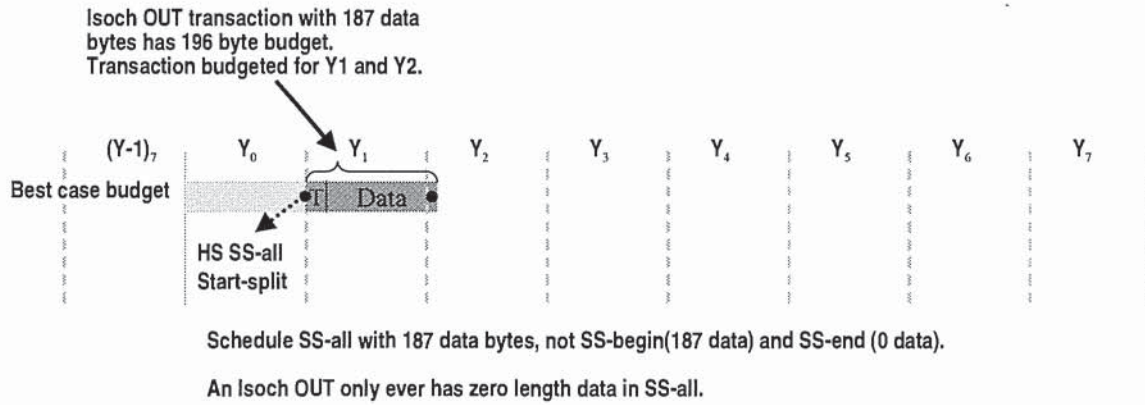 Isoch OUT transaction with 187 data
bytes has 196 byte budget.
Transaction budgeted for Y1 and Y2.
(Y-1)₇ Y₀ Y₁ Y₂ Y₃ Y₄ Y₅ Y₆ Y₇
Best case budget T Data
HS SS-all
Start-split
Schedule SS-all with 187 data bytes, not SS-begin(187 data) and SS-end (0 data).
An Isoch OUT only ever has zero length data in SS-all.